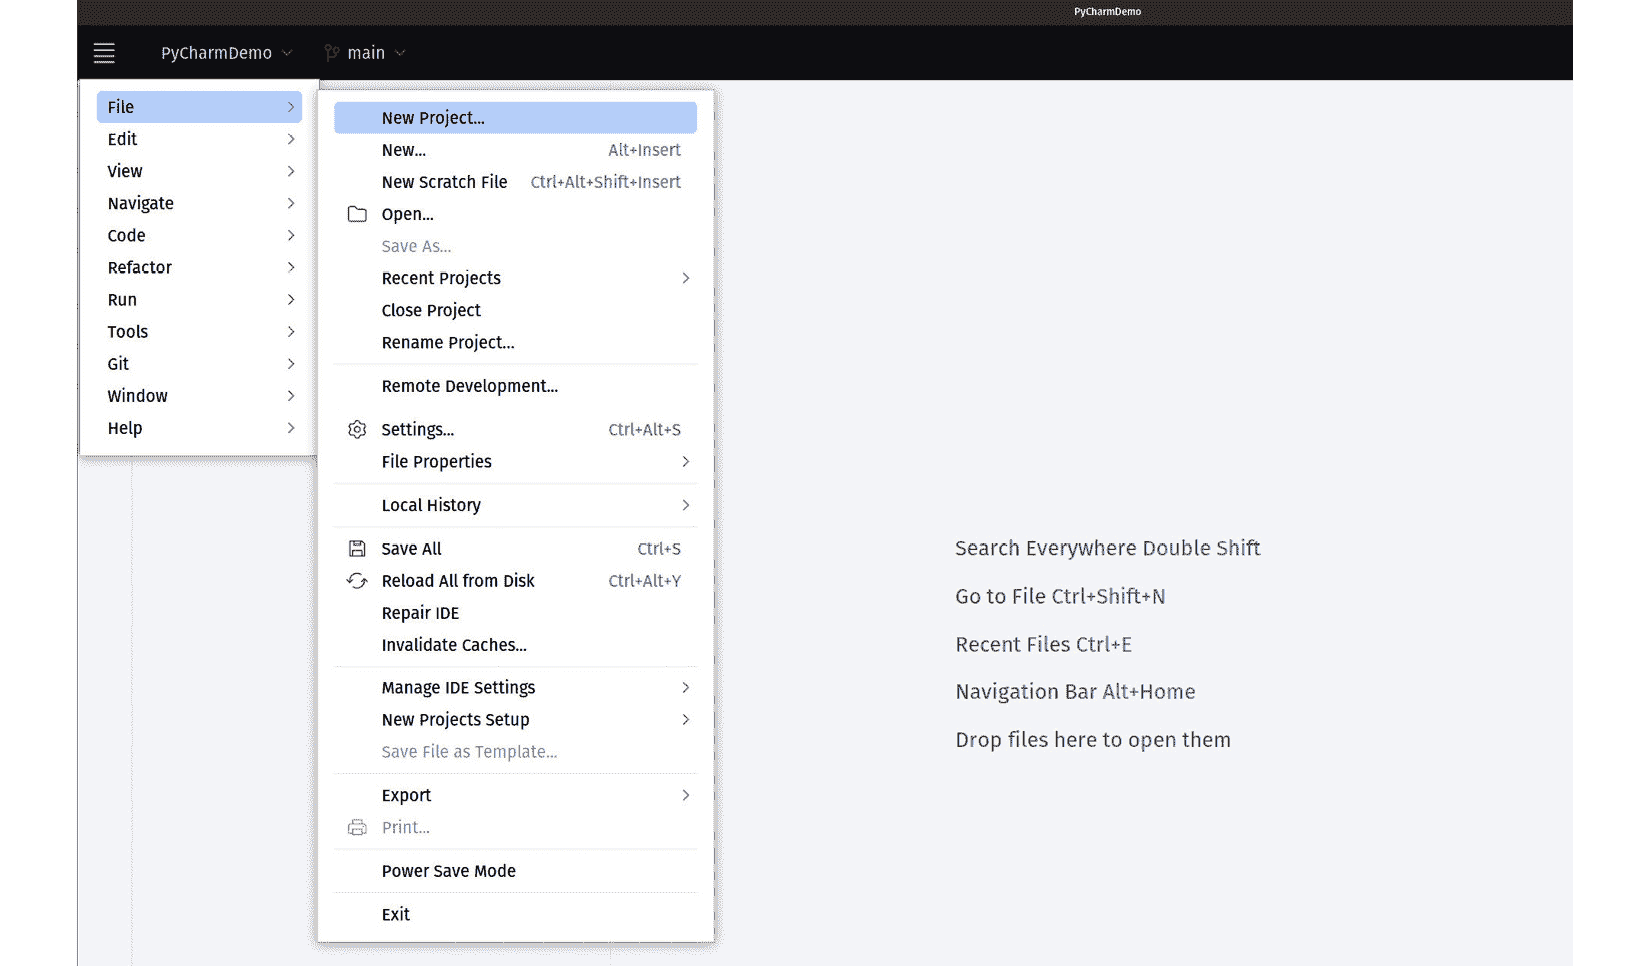 PyCharmDemo
PyCharmDemo main
File
Edit
View
Navigate
Code
Refactor
Run
Tools
Git
Window
Help
New Project...
New... Alt+Insert
New Scratch File Ctrl+Alt+Shift+Insert
Open...
Save As...
Recent Projects
Close Project
Rename Project...
Remote Development...
Settings... Ctrl+Alt+S
File Properties
Local History
Save All Ctrl+S
Reload All from Disk Ctrl+Alt+Y
Repair IDE
Invalidate Caches...
Manage IDE Settings
New Projects Setup
Save File as Template...
Export
Print...
Power Save Mode
Exit
Search Everywhere Double Shift
Go to File Ctrl+Shift+N
Recent Files Ctrl+E
Navigation Bar Alt+Home
Drop files here to open them